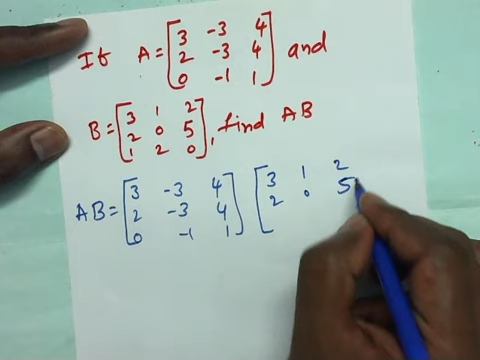 3 -3 4
If A = 2 -3 4 and
0 -1 1
3 1 2
B = 2 0 5 , find AB
1 2 0
3 -3 4 3 1 2
AB = 2 -3 4 2 0 5
0 -1 1